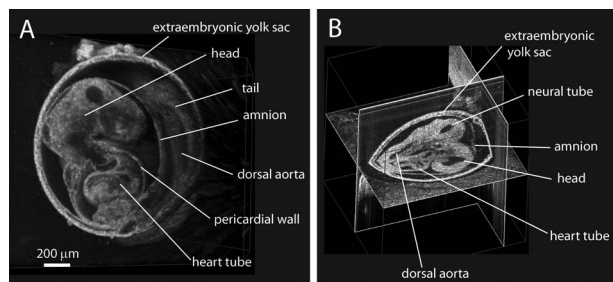 A
extraembryonic yolk sac
head
tail
amnion
dorsal aorta
pericardial wall
heart tube
200 μm
B
extraembryonic
yolk sac
neural tube
amnion
head
heart tube
dorsal aorta